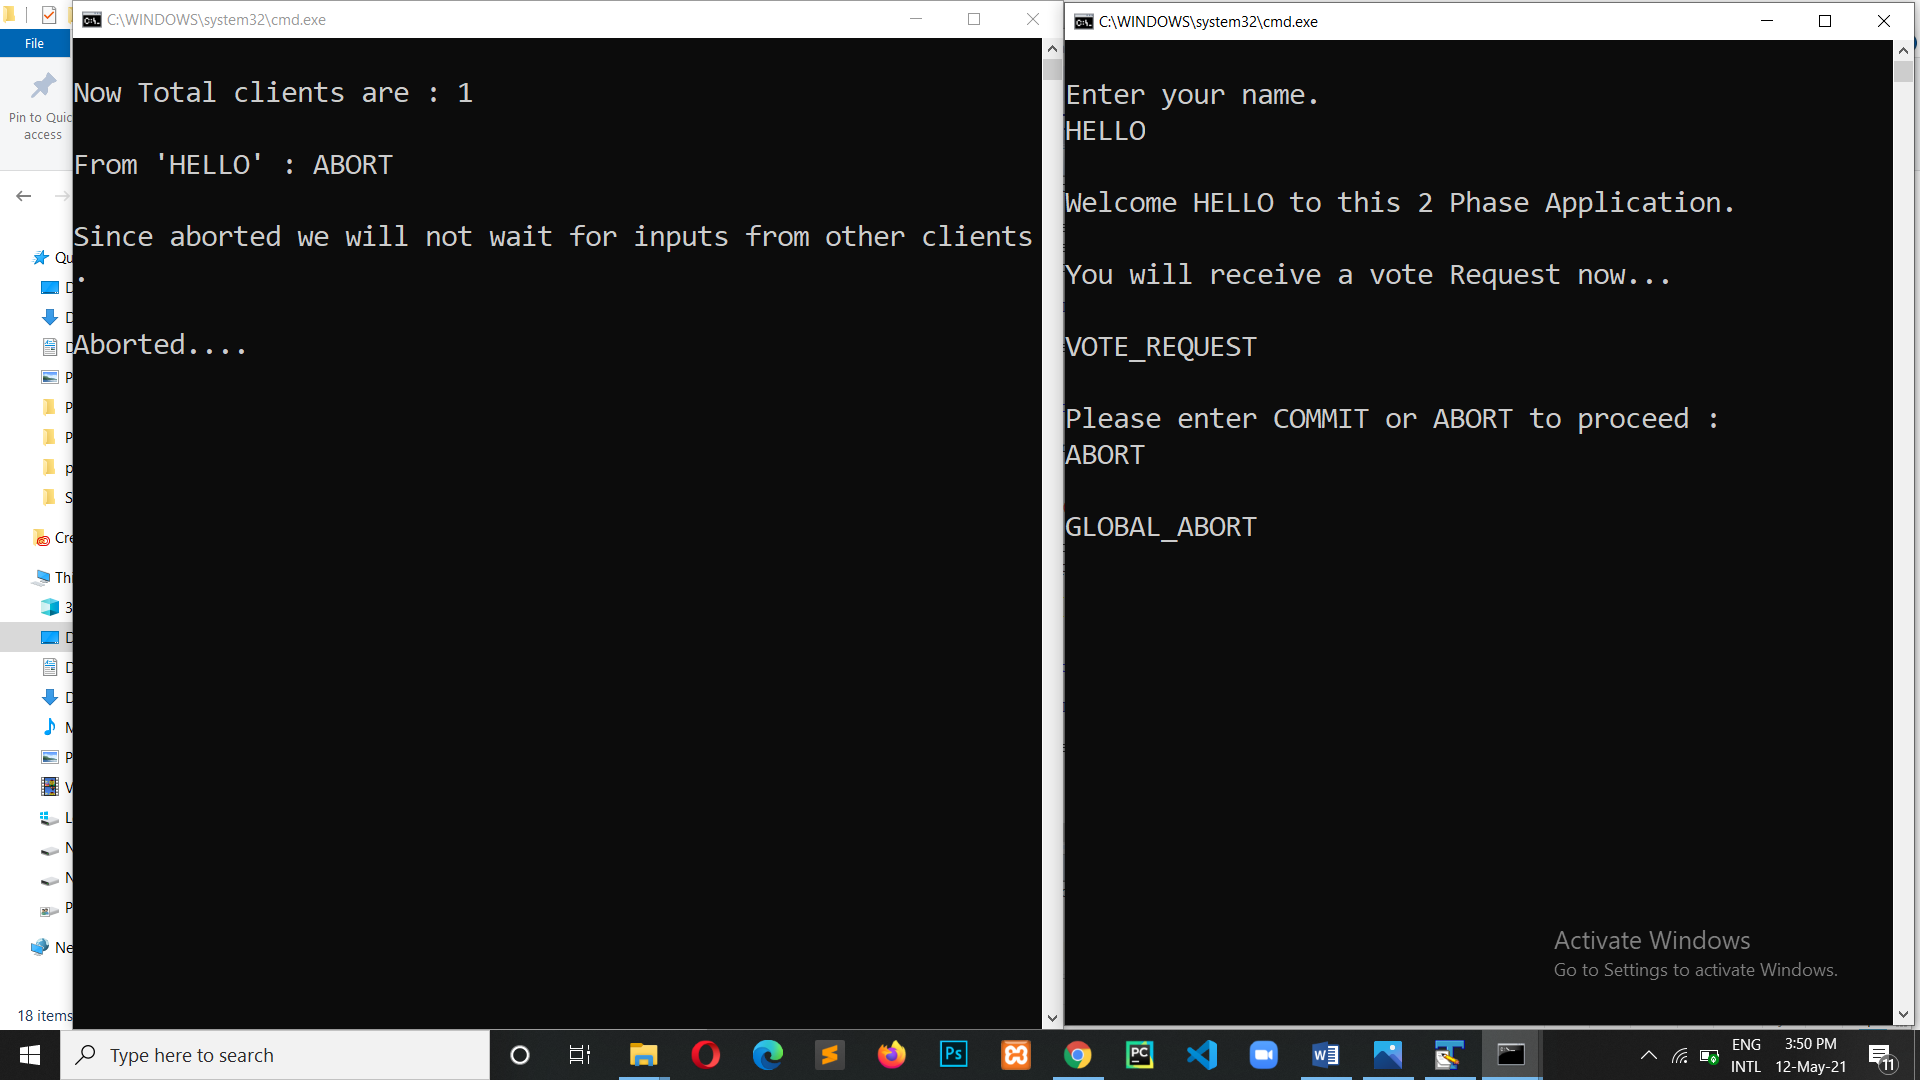 File
Pin to Quic
access
Qu
D
D
D
P
P
P
p
S
Cre
Thi
3
D
D
D
M
P
V
L
N
N
P
Ne
18 items
C:\WINDOWS\system32\cmd.exe
Now Total clients are : 1
From 'HELLO' : ABORT
Since aborted we will not wait for inputs from other clients
.
Aborted....
C:\WINDOWS\system32\cmd.exe
Enter your name.
HELLO
Welcome HELLO to this 2 Phase Application.
You will receive a vote Request now...
VOTE_REQUEST
Please enter COMMIT or ABORT to proceed :
ABORT
GLOBAL_ABORT
Activate Windows
Go to Settings to activate Windows.
Type here to search
Ps
PC
W
ENG
INTL
3:50 PM
12-May-21
11